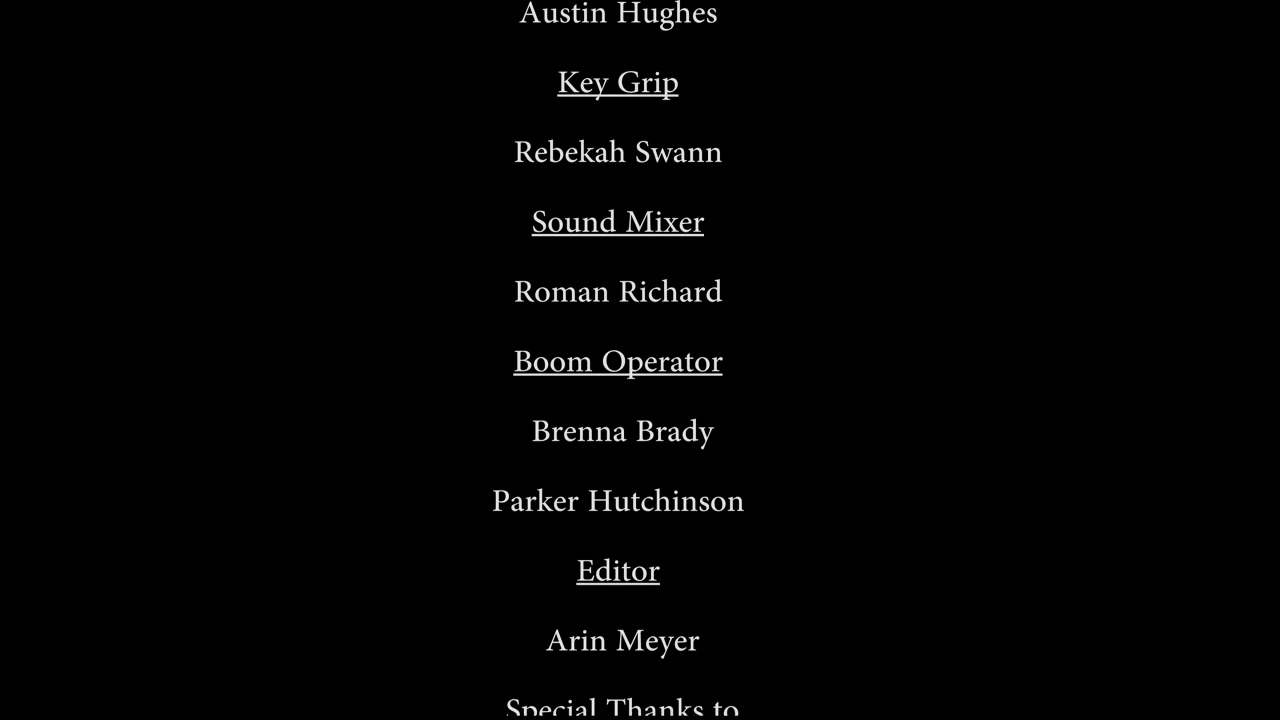 Austin Hughes
Key Grip
Rebekah Swann
Sound Mixer
Roman Richard
Boom Operator
Brenna Brady
Parker Hutchinson
Editor
Arin Meyer
Special Thanks to